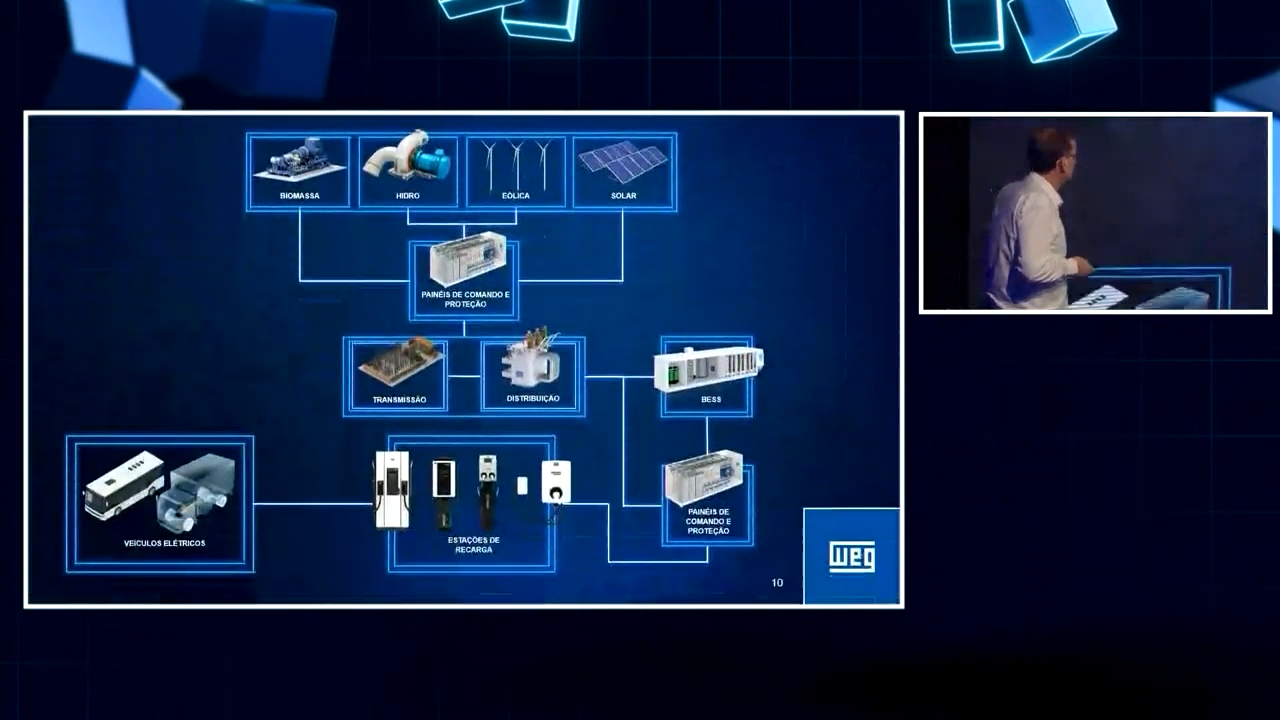 BIOMASSA
HIDRO
EÓLICA
SOLAR
PAINÉIS DE COMANDO E
PROTEÇÃO
TRANSMISSÃO
DISTRIBUIÇÃO
BESS
VEÍCULOS ELÉTRICOS
ESTAÇÕES DE
RECARGA
PAINÉIS DE
COMANDO E
PROTEÇÃO
10
WEG